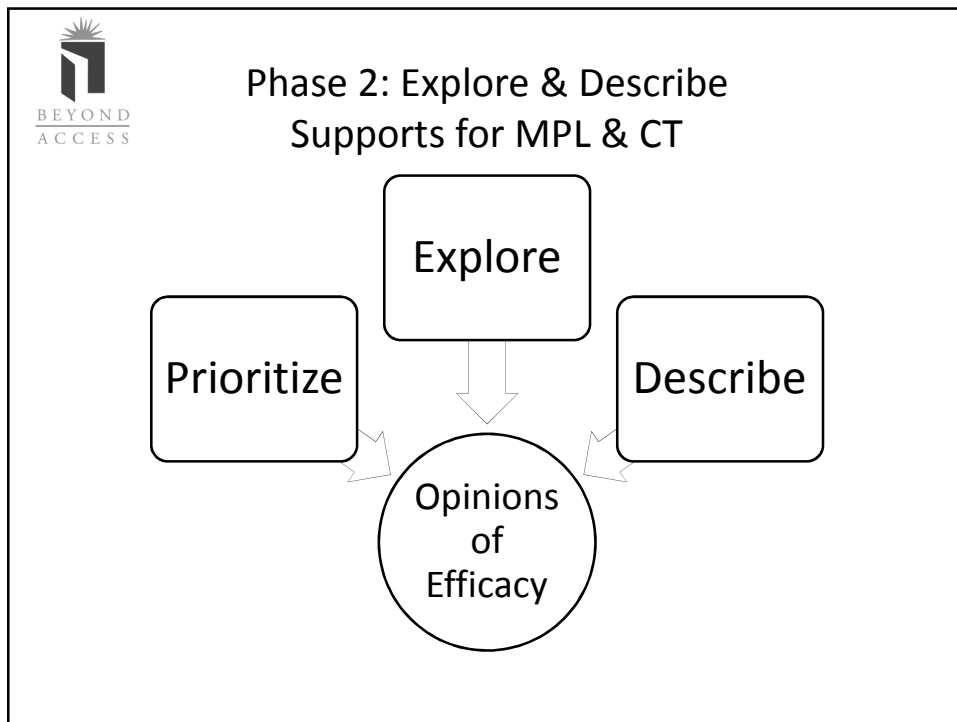 BEYOND
ACCESS
Phase 2: Explore & Describe
Supports for MPL & CT
Explore
Prioritize
Describe
Opinions
of
Efficacy